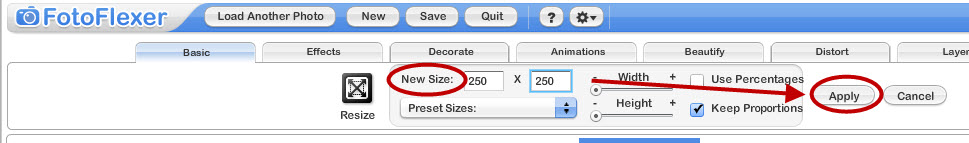 FotoFlexer Load Another Photo New Save Quit ?
Basic Effects Decorate Animations Beautify Distort Layer
New Size: 250 X 250 - Width + Use Percentages
Apply Cancel
Resize Preset Sizes: - Height + Keep Proportions